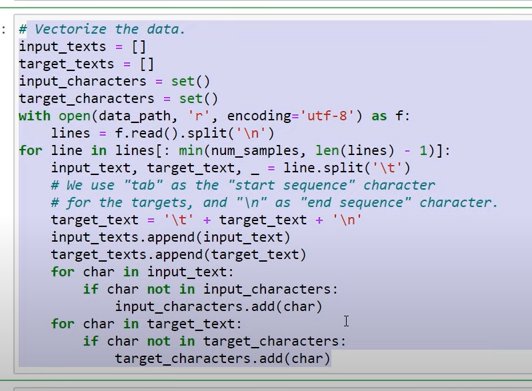 : # Vectorize the data.
input_texts = []
target_texts = []
input_characters = set()
target_characters = set()
with open(data_path, 'r', encoding='utf-8') as f:
    lines = f.read().split('\n')
for line in lines[: min(num_samples, len(lines) - 1)]:
    input_text, target_text, _ = line.split('\t')
    # We use "tab" as the "start sequence" character
    # for the targets, and "\n" as "end sequence" character.
    target_text = '\t' + target_text + '\n'
    input_texts.append(input_text)
    target_texts.append(target_text)
    for char in input_text:
        if char not in input_characters:
            input_characters.add(char)
    for char in target_text:
        if char not in target_characters:
            target_characters.add(char)